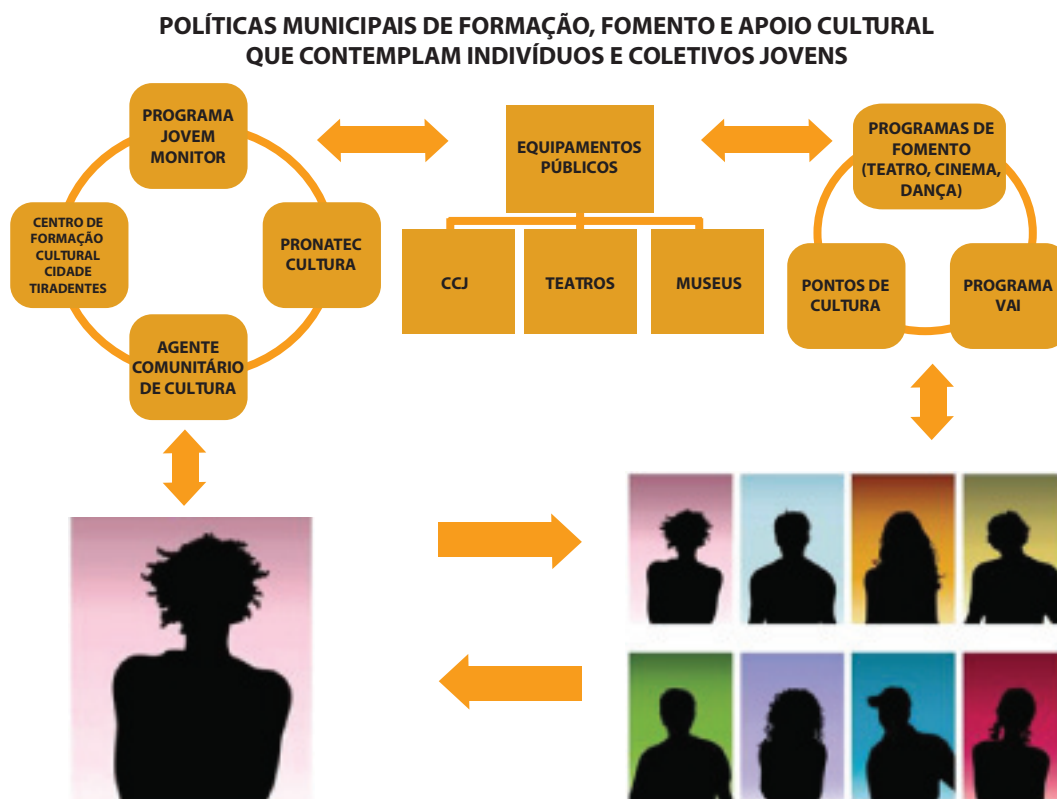 POLÍTICAS MUNICIPAIS DE FORMAÇÃO, FOMENTO E APOIO CULTURAL
QUE CONTEMPLAM INDIVÍDUOS E COLETIVOS JOVENS
PROGRAMA
JOVEM
MONITOR
CENTRO DE
FORMAÇÃO
CULTURAL
CIDADE
TIRADENTES
PRONATEC
CULTURA
AGENTE
COMUNITÁRIO
DE CULTURA
EQUIPAMENTOS
PÚBLICOS
CCJ
TEATROS
MUSEUS
PROGRAMAS DE
FOMENTO
(TEATRO, CINEMA,
DANÇA)
PONTOS DE
CULTURA
PROGRAMA
VAI